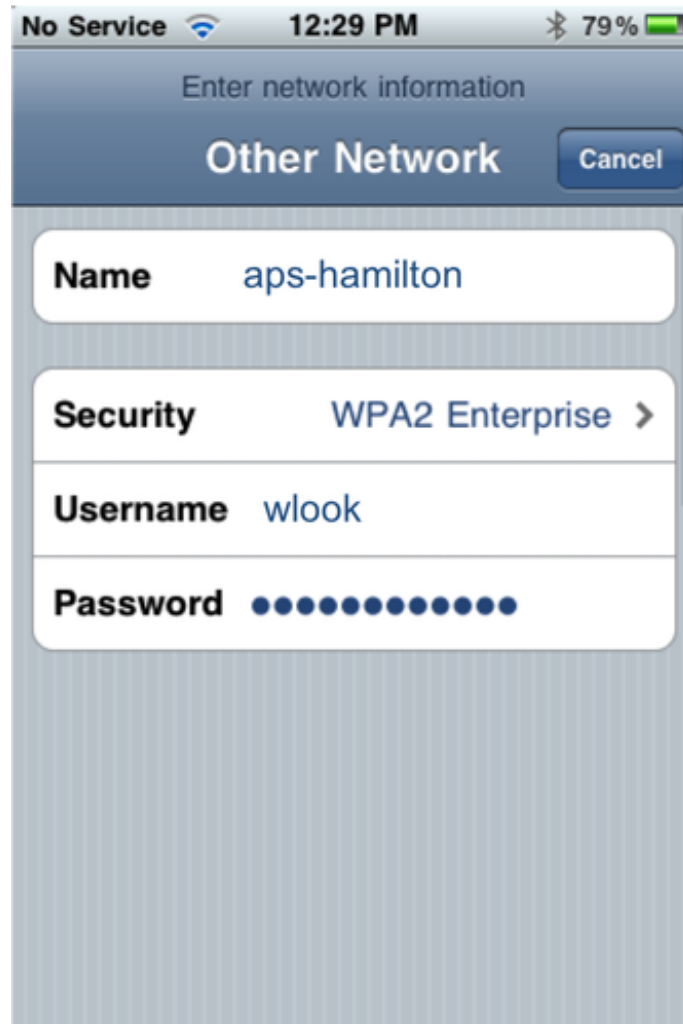 No Service 12:29 PM 79%
Enter network information
Other Network Cancel
Name aps-hamilton
Security WPA2 Enterprise
Username wlook
Password ●●●●●●●●●●●●